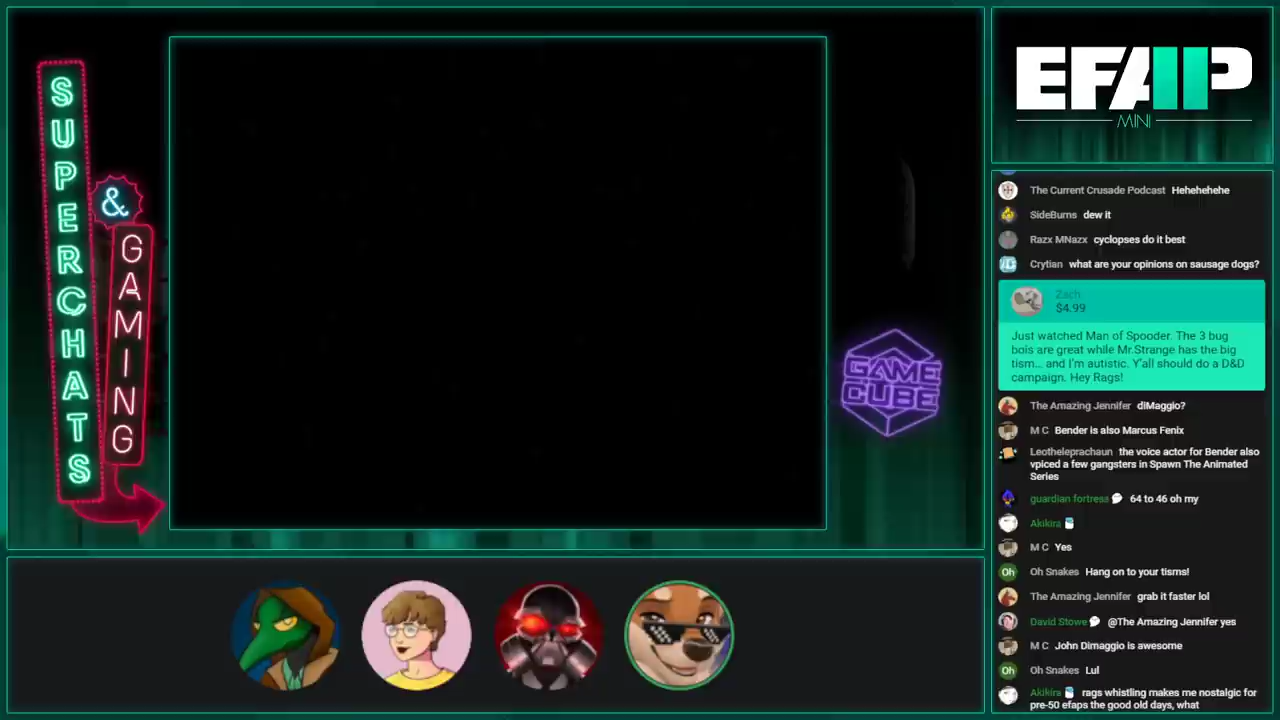 SUPERCHATS
&
GAMING
GAME
CUBE
EFAP
MINI
The Current Crusade Podcast Hehehehehe
SideBurns dew it
Razx MNazx cyclopses do it best
Crytian what are your opinions on sausage dogs?
Zach
$4.99
Just watched Man of Spooder. The 3 bug
bois are great while Mr.Strange has the big
tism... and I'm autistic. Y'all should do a D&D
campaign. Hey Rags!
The Amazing Jennifer diMaggio?
M C Bender is also Marcus Fenix
Leotheleprachaun the voice actor for Bender also
vpiced a few gangsters in Spawn The Animated
Series
guardian fortress 64 to 46 oh my
Akikira
M C Yes
Oh Oh Snakes Hang on to your tisms!
The Amazing Jennifer grab it faster lol
David Stowe @The Amazing Jennifer yes
M C John Dimaggio is awesome
Oh Oh Snakes Lul
Akikira rags whistling makes me nostalgic for
pre-50 efaps the good old days, what